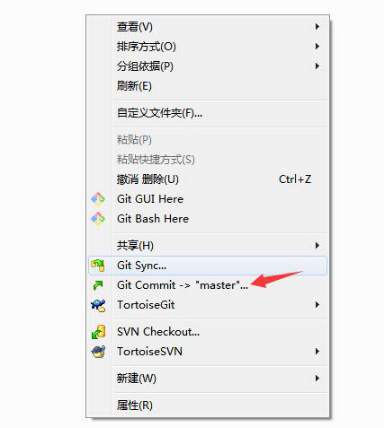 查看(V)
排序方式(O)
分组依据(P)
刷新(E)
自定义文件夹(F)...
粘贴(P)
粘贴快捷方式(S)
撤消 删除(U) Ctrl+Z
Git GUI Here
Git Bash Here
共享(H)
Git Sync...
Git Commit -> "master"...
TortoiseGit
SVN Checkout...
TortoiseSVN
新建(W)
属性(R)